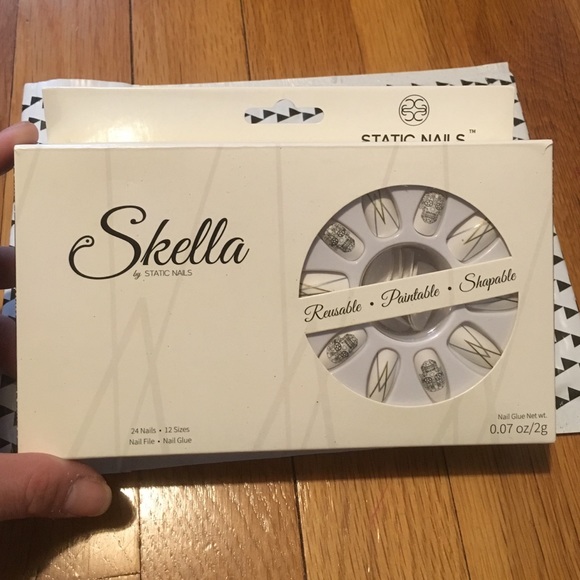 STATIC NAILS™
Skella
by STATIC NAILS
Reusable • Paintable • Shapable
24 Nails • 12 Sizes
Nail File • Nail Glue
Nail Glue Net wt.
0.07 oz/2g